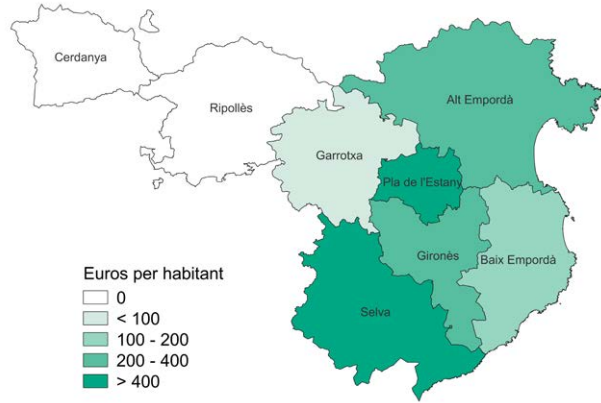 Cerdanya
Ripollès
Alt Empordà
Garrotxa
Pla de l'Estany
Gironès
Baix Empordà
Selva
Euros per habitant
0
< 100
100 - 200
200 - 400
> 400